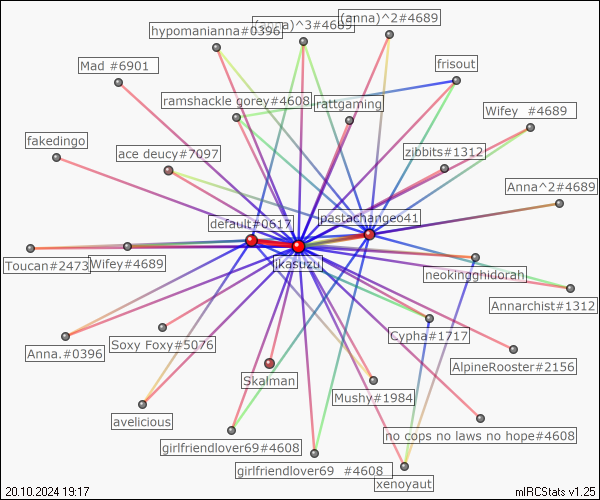 (anna)^2#4689
(anna)^3#4689
hypomanianna#0396
Mad #6901
frisout
ramshackle gorey#4608
rattgaming
Wifey #4689
fakedingo
ace deucy#7097
zibbits#1312
Anna^2#4689
default#0617
pastachangeo41
Toucan#2473
Wifey#4689
ikasuzu
neokingghidorah
Annarchist#1312
Anna.#0396
Soxy Foxy#5076
Cypha#1717
AlpineRooster#2156
Skalman
Mushy#1984
avelicious
no cops no laws no hope#4608
girlfriendlover69#4608
girlfriendlover69 #4608
xenoyaut
20.10.2024 19:17
mIRCStats v1.25